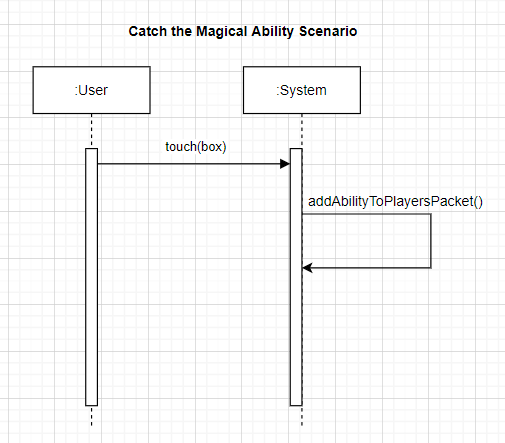 Catch the Magical Ability Scenario
:User
:System
touch(box)
addAbilityToPlayersPacket()